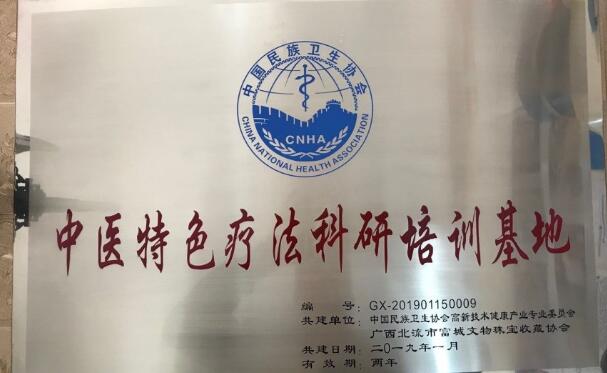 中国民族卫生协会
CNHA
CHINA NATIONAL HEALTH ASSOCIATION
中医特色疗法科研培训基地
编 号：GX-201901150009
共建单位：中国民族卫生协会高新技术健康产业专业委员会
广西北流市富城文物珠宝收藏协会
共建日期：二0一九年一月
有 效 期：两年